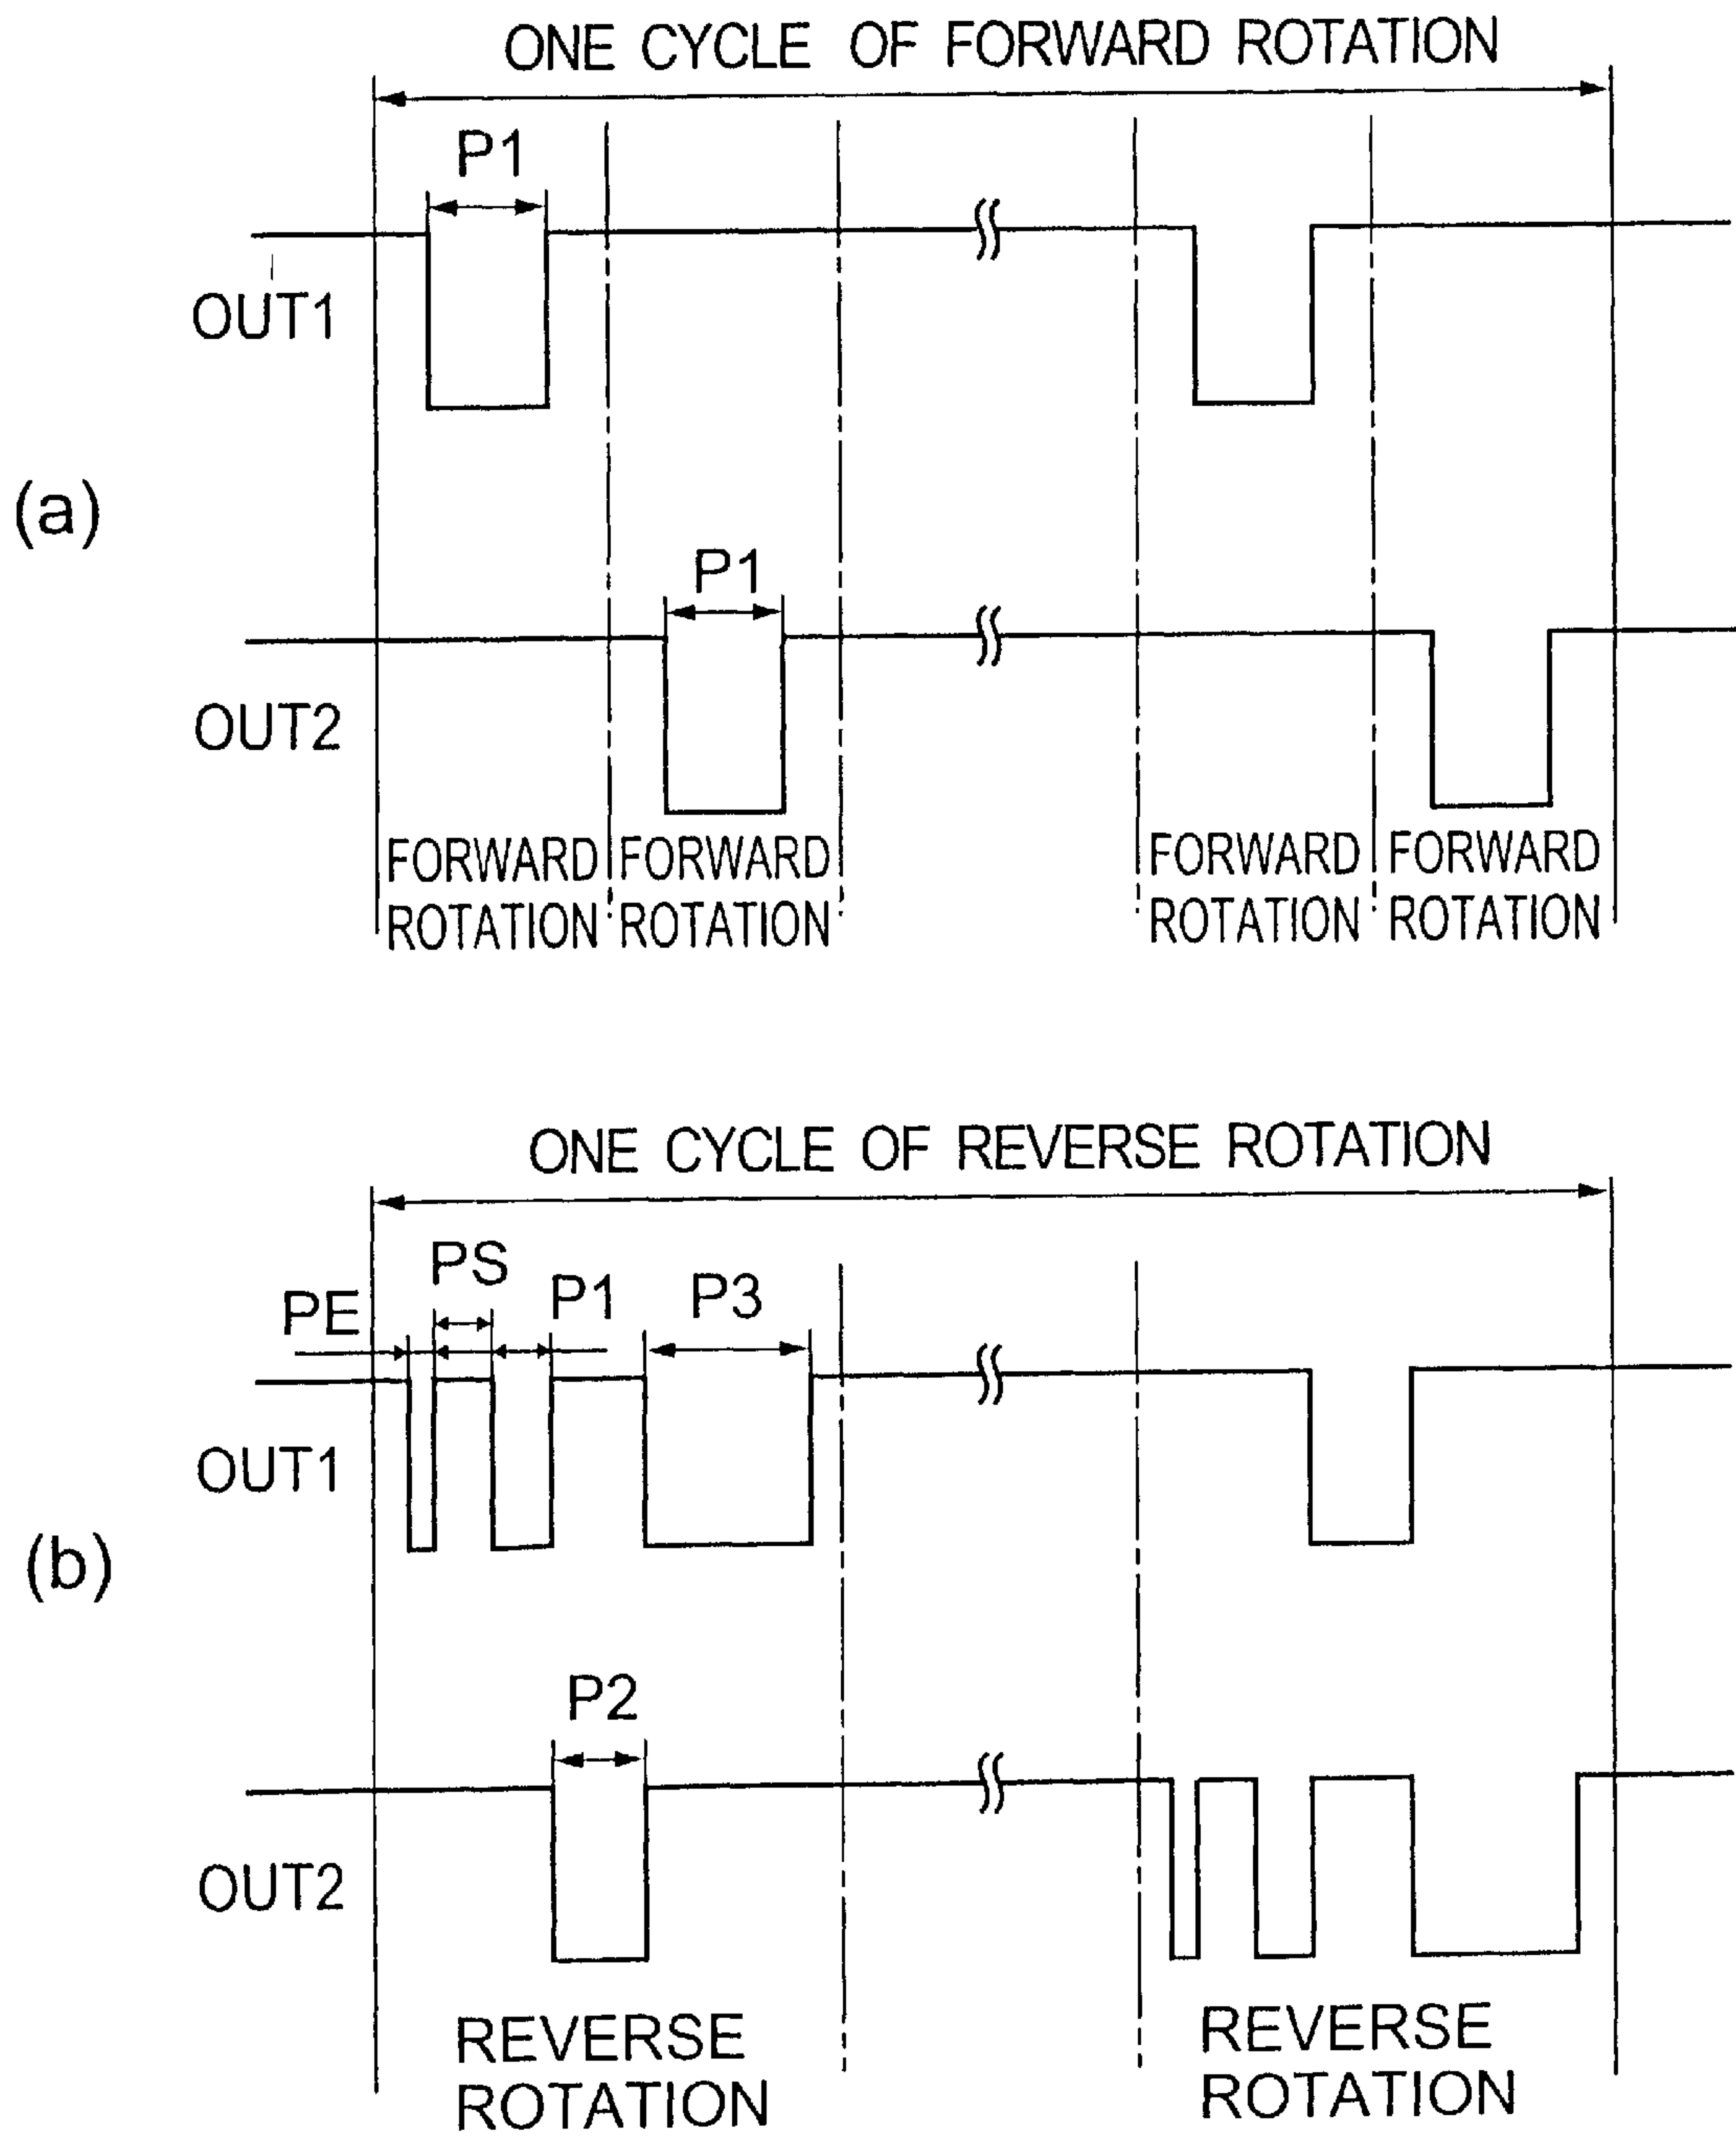 ONE CYCLE OF FORWARD ROTATION
P1
OUT1
(a)
P1
OUT2
FORWARD ROTATION
FORWARD ROTATION
FORWARD ROTATION
FORWARD ROTATION
ONE CYCLE OF REVERSE ROTATION
PE
PS
P1
P3
OUT1
(b)
P2
OUT2
REVERSE ROTATION
REVERSE ROTATION